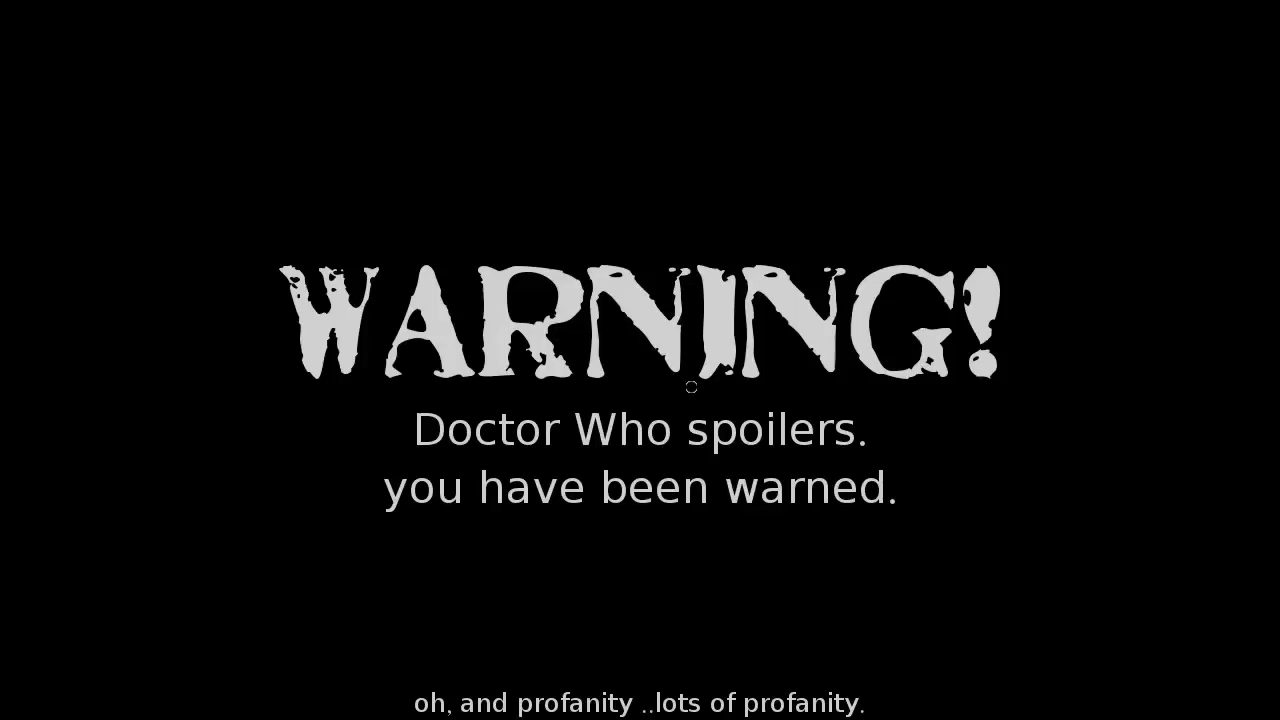 WARNING!
Doctor Who spoilers.
you have been warned.
oh, and profanity ..lots of profanity.